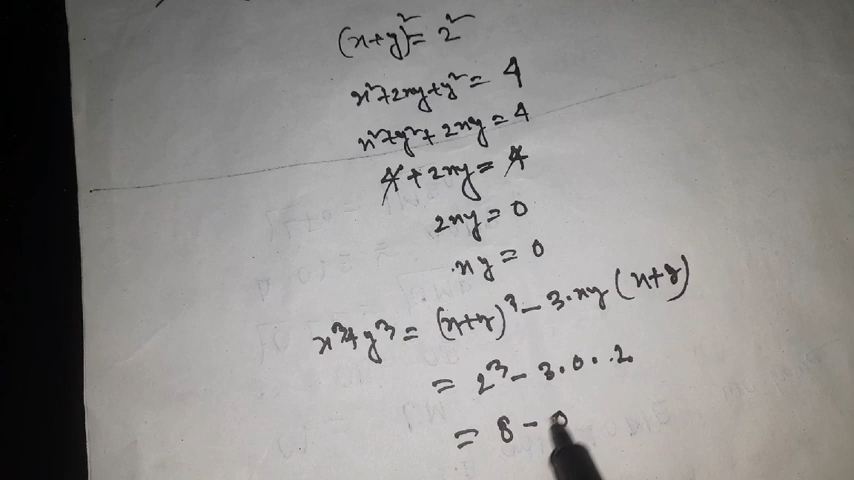 (x+y)² = 2²
x²+2xy+y² = 4
x²+y²+2xy = 4
4 + 2xy = 4
2xy = 0
xy = 0
x³+y³ = (x+y)³ - 3.xy (x+y)
= 2³ - 3.0.2
= 8 - 0